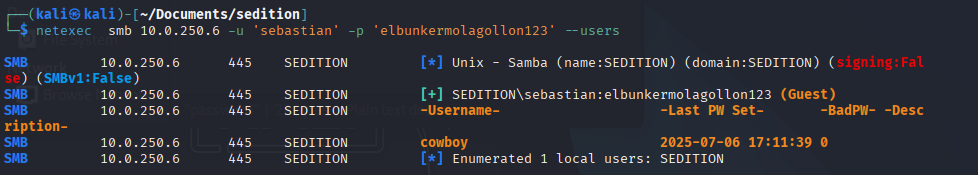 ┌──(kali㉿kali)-[~/Documents/sedition]
└─$ netexec smb 10.0.250.6 -u 'sebastian' -p 'elbunkermolagollon123' --users
SMB 10.0.250.6 445 SEDITION [*] Unix - Samba (name:SEDITION) (domain:SEDITION) (signing:Fal
se) (SMBv1:False)
SMB 10.0.250.6 445 SEDITION [+] SEDITION\sebastian:elbunkermolagollon123 (Guest)
SMB 10.0.250.6 445 SEDITION -Username- -Last PW Set- -BadPW- -Desc
ription-
SMB 10.0.250.6 445 SEDITION cowboy 2025-07-06 17:11:39 0
SMB 10.0.250.6 445 SEDITION [*] Enumerated 1 local users: SEDITION